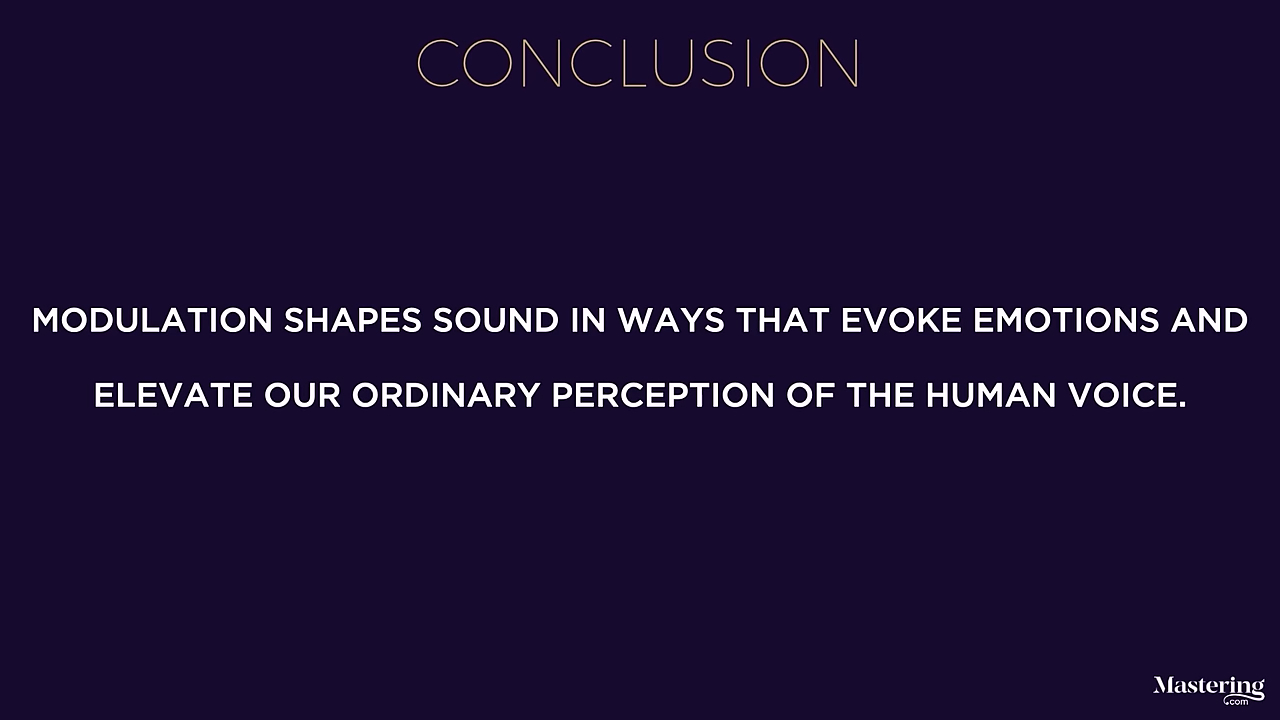 CONCLUSION
MODULATION SHAPES SOUND IN WAYS THAT EVOKE EMOTIONS AND
ELEVATE OUR ORDINARY PERCEPTION OF THE HUMAN VOICE.
Mastering
.com